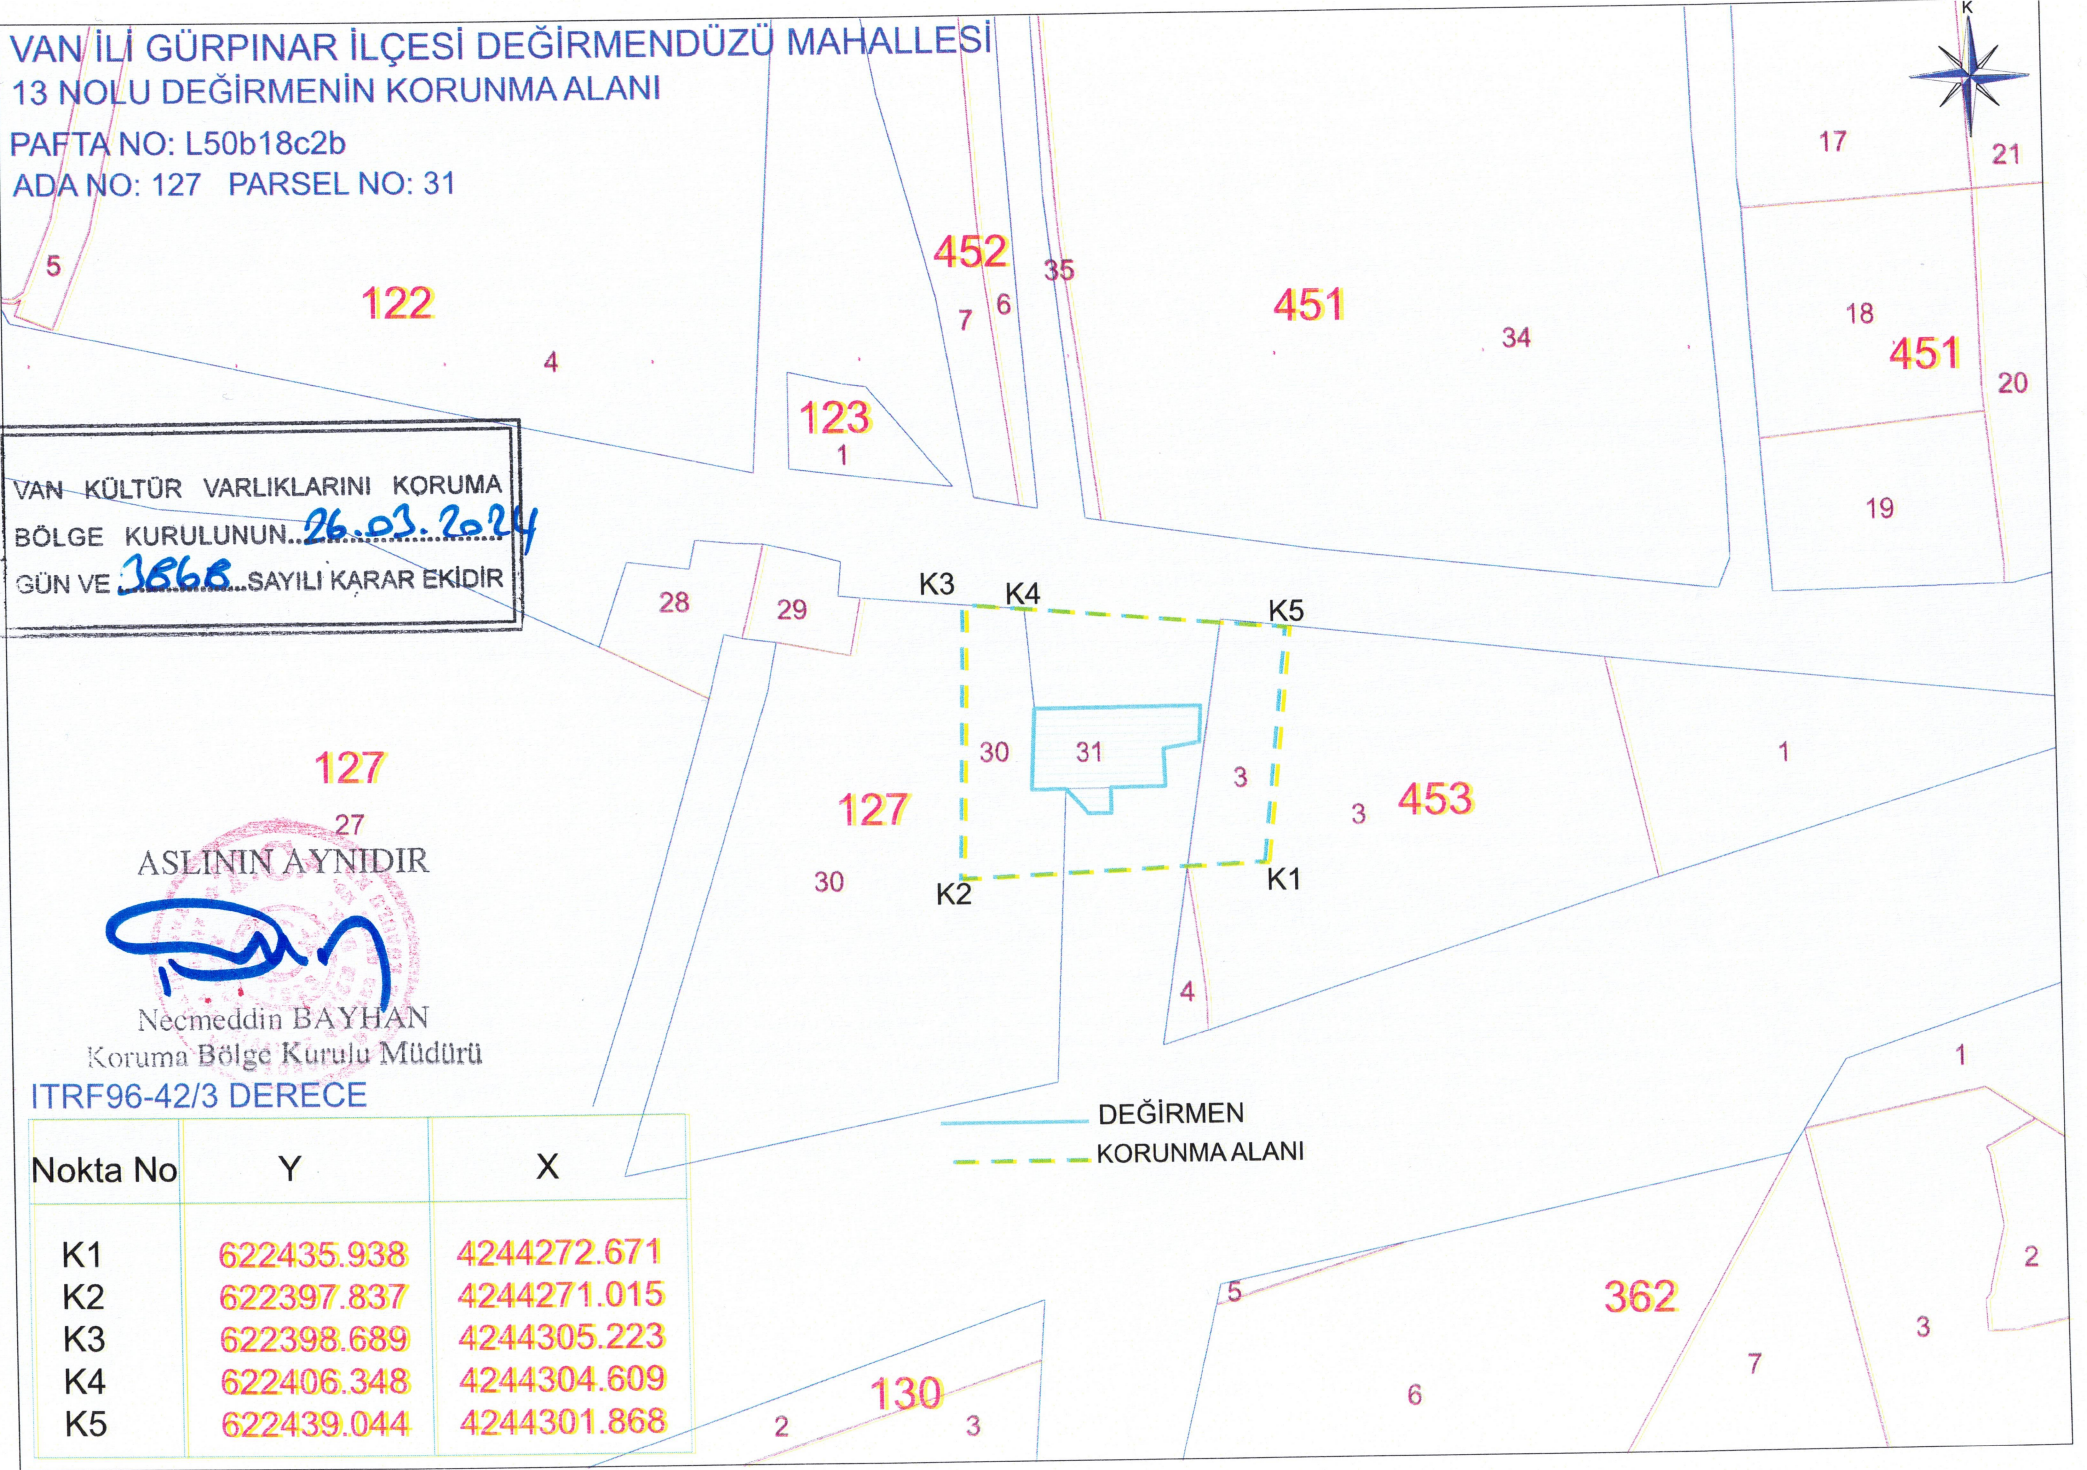 K
VAN İLİ GÜRPINAR İLÇESİ DEĞİRMENDÜZÜ MAHALLESİ
13 NOLU DEĞİRMENİN KORUNMA ALANI
PAFTA NO: L50b18c2b
ADA NO: 127 PARSEL NO: 31
17
21
5
122
4
452
7
6
35
451
34
18
451
20
123
1
19
VAN KÜLTÜR VARLIKLARINI KORUMA
BÖLGE KURULUNUN..26.03.2024
GÜN VE 3868 SAYILI KARAR EKİDİR
28
29
K3
K4
K5
30
31
3
127
27
127
30
3
453
1
K2
K1
4
ASLININ AYNIDIR
Necmeddin BAYHAN
Koruma Bölge Kurulu Müdürü
ITRF96-42/3 DERECE
Nokta No Y X
K1 622435.938 4244272.671
K2 622397.837 4244271.015
K3 622398.689 4244305.223
K4 622406.348 4244304.609
K5 622439.044 4244301.868
DEĞİRMEN
KORUNMA ALANI
1
2
5
362
3
7
6
130
2
3